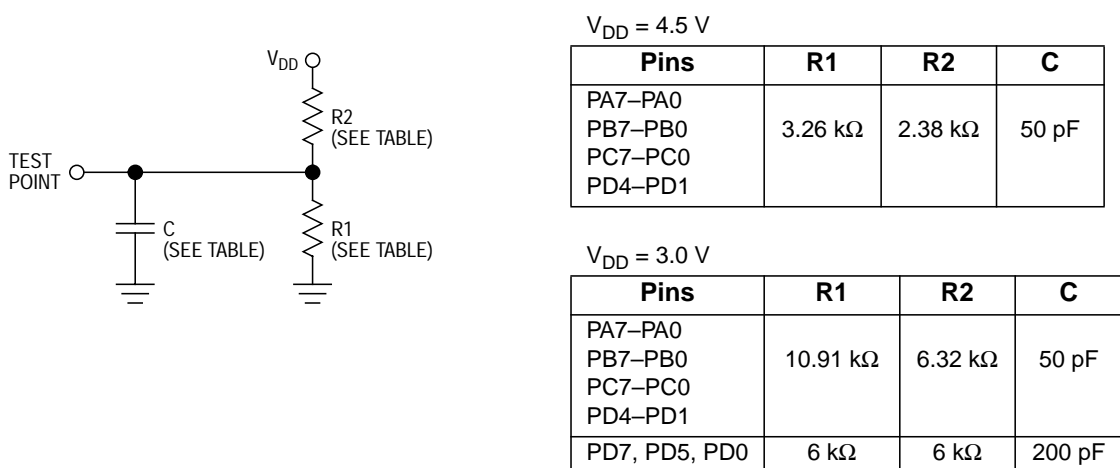 V_DD
R2
(SEE TABLE)
TEST
POINT
C
(SEE TABLE)
R1
(SEE TABLE)
V_DD = 4.5 V
Pins R1 R2 C
PA7–PA0
PB7–PB0 3.26 kΩ 2.38 kΩ 50 pF
PC7–PC0
PD4–PD1
V_DD = 3.0 V
Pins R1 R2 C
PA7–PA0
PB7–PB0 10.91 kΩ 6.32 kΩ 50 pF
PC7–PC0
PD4–PD1
PD7, PD5, PD0 6 kΩ 6 kΩ 200 pF